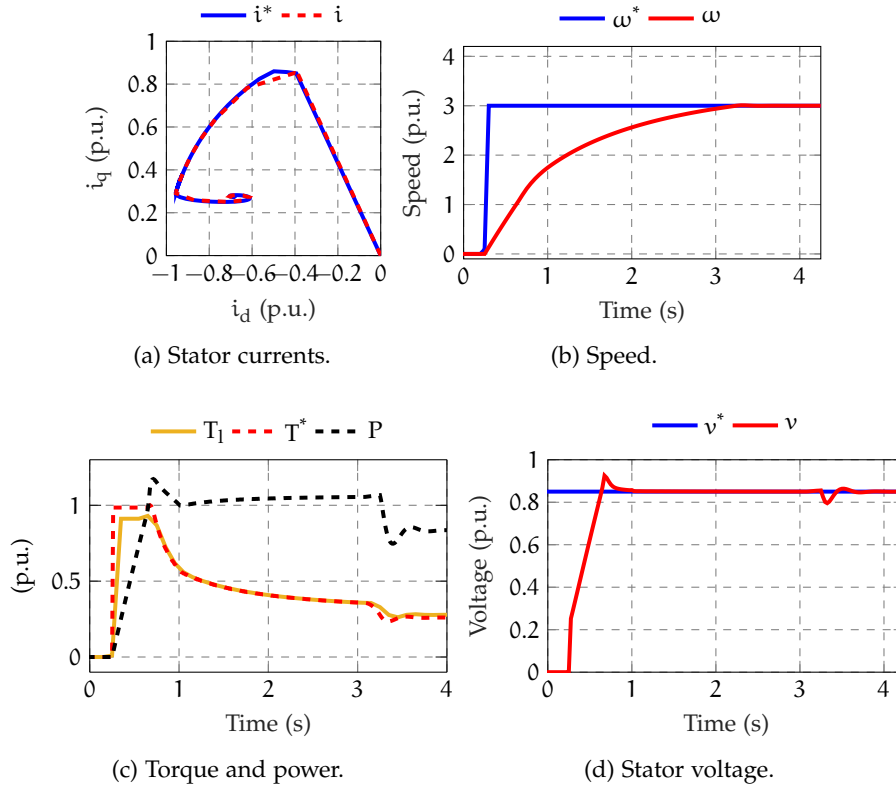 i* i
1
0.8
0.6
0.4
0.2
0
−1 −0.8 −0.6 −0.4 −0.2 0
i_q (p.u.)
i_d (p.u.)
(a) Stator currents.
ω* ω
4
3
2
1
0
0 1 2 3 4
Speed (p.u.)
Time (s)
(b) Speed.
T_l T* P
1
0.5
0
0 1 2 3 4
(p.u.)
Time (s)
(c) Torque and power.
v* v
1
0.8
0.6
0.4
0.2
0
0 1 2 3 4
Voltage (p.u.)
Time (s)
(d) Stator voltage.